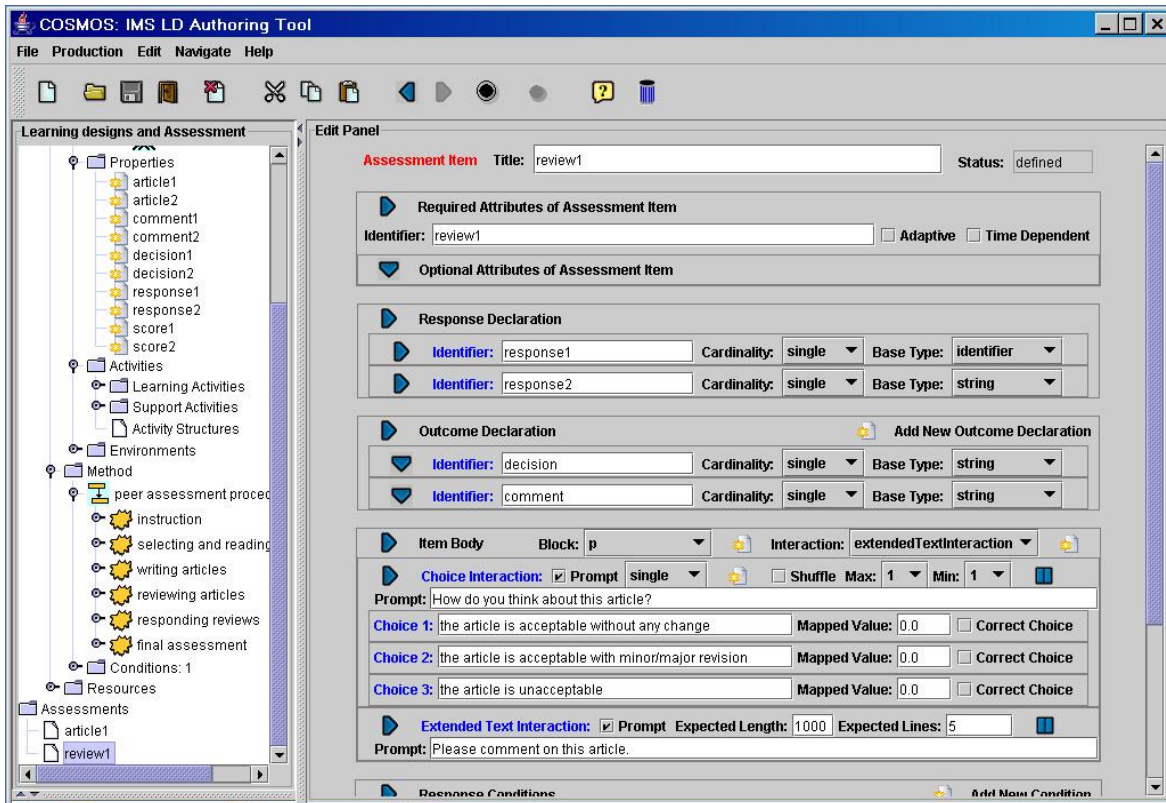 COSMOS: IMS LD Authoring Tool
File Production Edit Navigate Help
Learning designs and Assessment
Properties
article1
article2
comment1
comment2
decision1
decision2
response1
response2
score1
score2
Activities
Learning Activities
Support Activities
Activity Structures
Environments
Method
peer assessment proced
instruction
selecting and reading
writing articles
reviewing articles
responding reviews
final assessment
Conditions: 1
Resources
Assessments
article1
review1
Edit Panel
Assessment Item Title: review1 Status: defined
Required Attributes of Assessment Item
Identifier: review1 Adaptive Time Dependent
Optional Attributes of Assessment Item
Response Declaration
Identifier: response1 Cardinality: single Base Type: identifier
Identifier: response2 Cardinality: single Base Type: string
Outcome Declaration Add New Outcome Declaration
Identifier: decision Cardinality: single Base Type: string
Identifier: comment Cardinality: single Base Type: string
Item Body Block: p Interaction: extendedTextInteraction
Choice Interaction: Prompt single Shuffle Max: 1 Min: 1
Prompt: How do you think about this article?
Choice 1: the article is acceptable without any change Mapped Value: 0.0 Correct Choice
Choice 2: the article is acceptable with minor/major revision Mapped Value: 0.0 Correct Choice
Choice 3: the article is unacceptable Mapped Value: 0.0 Correct Choice
Extended Text Interaction: Prompt Expected Length: 1000 Expected Lines: 5
Prompt: Please comment on this article.
Response Conditions Add New Condition